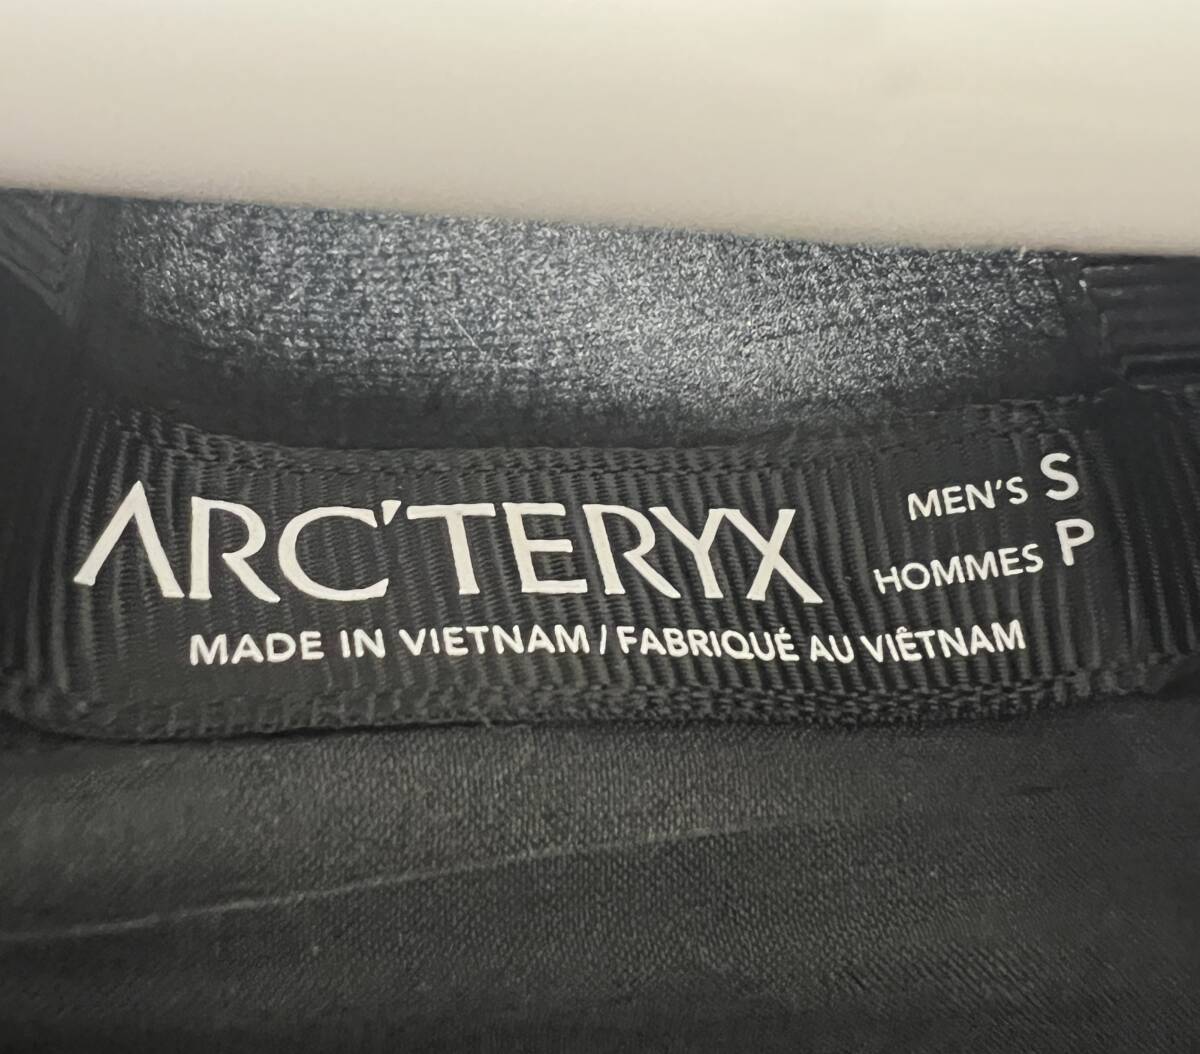 ARC'TERYX
MEN'S S
HOMMES P
MADE IN VIETNAM / FABRIQUÉ AU VIÊTNAM